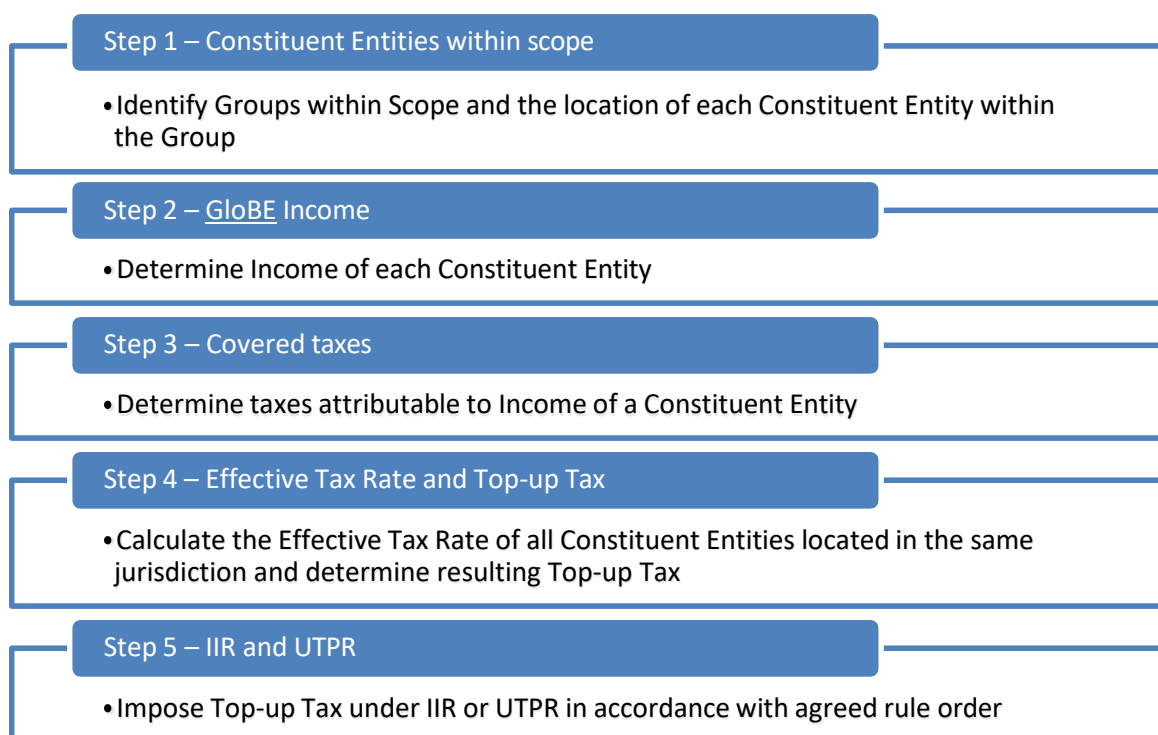 Step 1 – Constituent Entities within scope
•Identify Groups within Scope and the location of each Constituent Entity within
the Group
Step 2 – GloBE Income
•Determine Income of each Constituent Entity
Step 3 – Covered taxes
•Determine taxes attributable to Income of a Constituent Entity
Step 4 – Effective Tax Rate and Top-up Tax
•Calculate the Effective Tax Rate of all Constituent Entities located in the same
jurisdiction and determine resulting Top-up Tax
Step 5 – IIR and UTPR
•Impose Top-up Tax under IIR or UTPR in accordance with agreed rule order